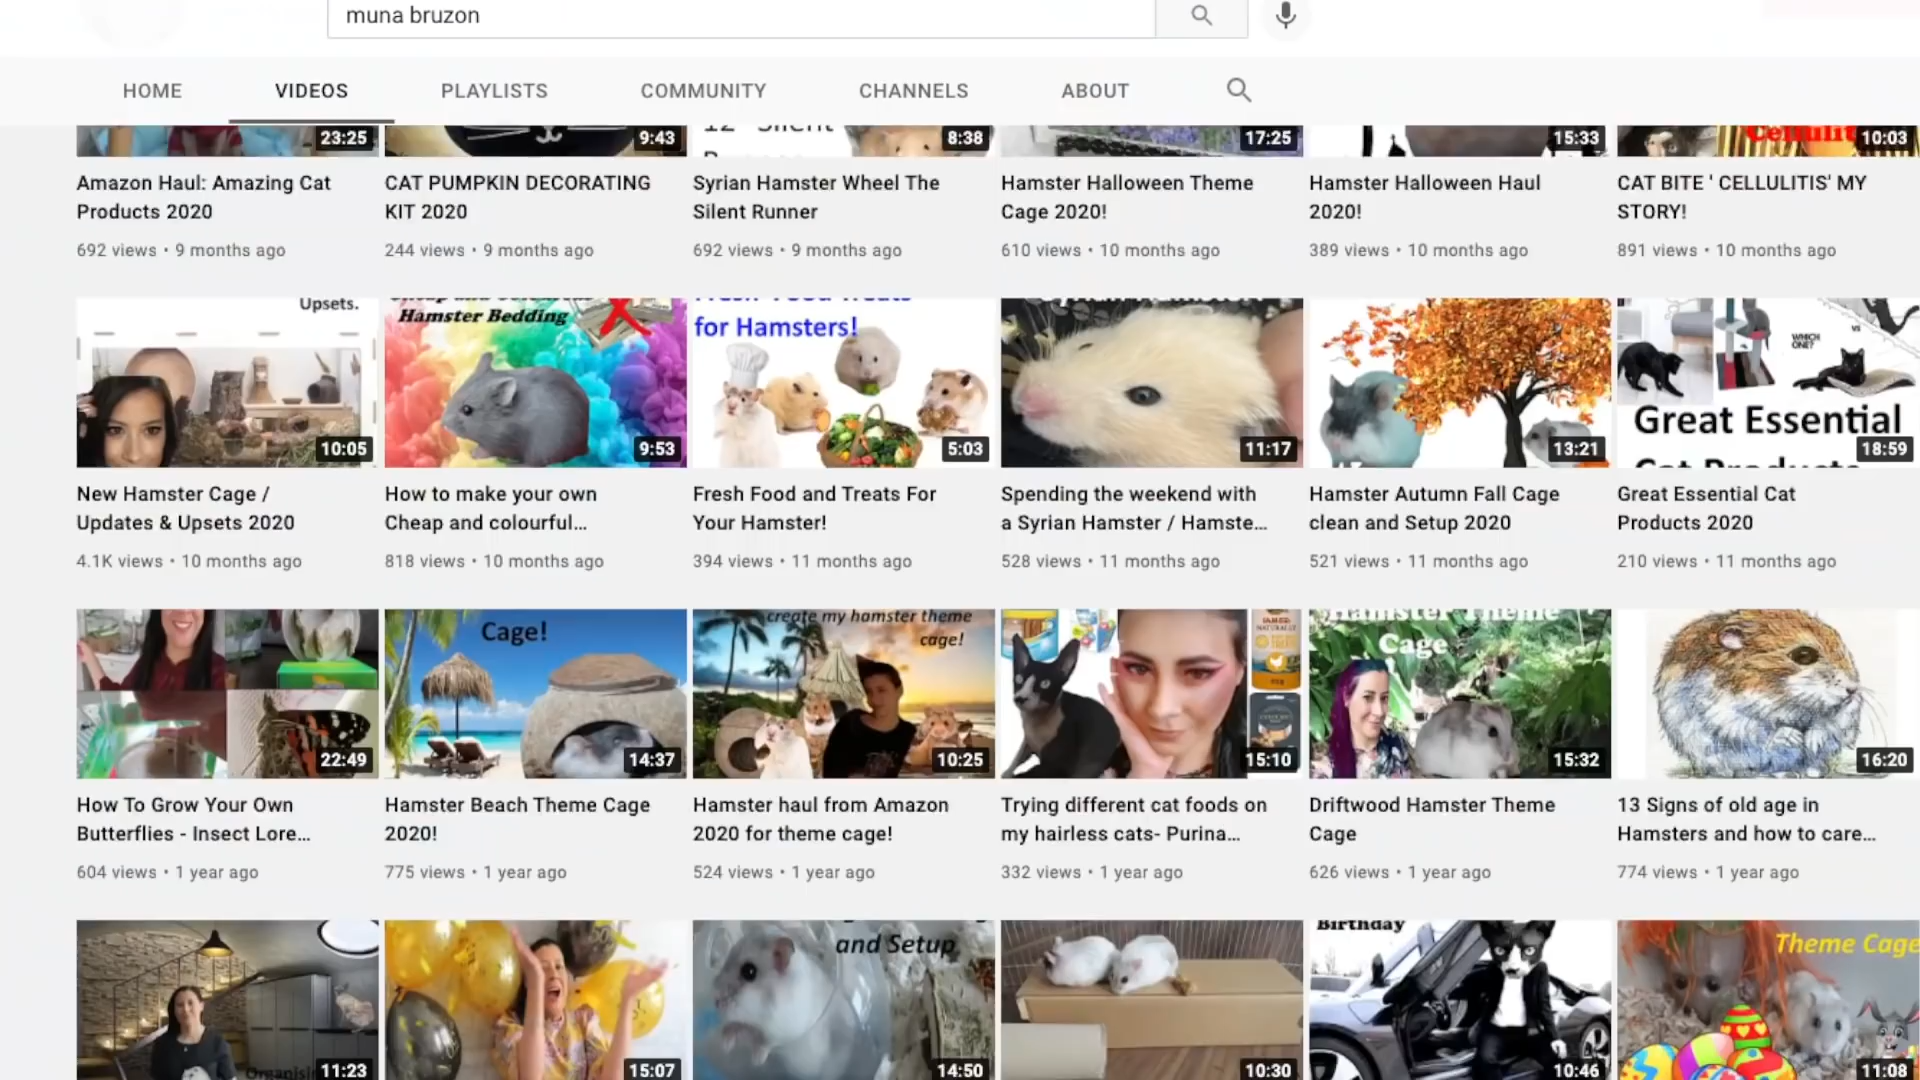 muna bruzon
HOME VIDEOS PLAYLISTS COMMUNITY CHANNELS ABOUT
23:25
9:43
12 Silent
8:38
17:25
15:33
Cellulit
10:03
Amazon Haul: Amazing Cat
Products 2020
692 views • 9 months ago
CAT PUMPKIN DECORATING
KIT 2020
244 views • 9 months ago
Syrian Hamster Wheel The
Silent Runner
692 views • 9 months ago
Hamster Halloween Theme
Cage 2020!
610 views • 10 months ago
Hamster Halloween Haul
2020!
389 views • 10 months ago
CAT BITE ' CELLULITIS' MY
STORY!
891 views • 10 months ago
Upsets.
10:05
Hamster Bedding
9:53
Fresh Food Treats
for Hamsters!
5:03
11:17
13:21
VS
WHICH
ONE?
Great Essential
Cat Products
18:59
New Hamster Cage /
Updates & Upsets 2020
4.1K views • 10 months ago
How to make your own
Cheap and colourful...
818 views • 10 months ago
Fresh Food and Treats For
Your Hamster!
394 views • 11 months ago
Spending the weekend with
a Syrian Hamster / Hamste...
528 views • 11 months ago
Hamster Autumn Fall Cage
clean and Setup 2020
521 views • 11 months ago
Great Essential Cat
Products 2020
210 views • 11 months ago
22:49
Cage!
14:37
create my hamster theme
cage!
10:25
NATURALLY
15:10
Hamster Theme
Cage
15:32
16:20
How To Grow Your Own
Butterflies - Insect Lore...
604 views • 1 year ago
Hamster Beach Theme Cage
2020!
775 views • 1 year ago
Hamster haul from Amazon
2020 for theme cage!
524 views • 1 year ago
Trying different cat foods on
my hairless cats- Purina...
332 views • 1 year ago
Driftwood Hamster Theme
Cage
626 views • 1 year ago
13 Signs of old age in
Hamsters and how to care...
774 views • 1 year ago
11:23
15:07
and Setup
14:50
10:30
Birthday
10:46
Theme Cage
11:08